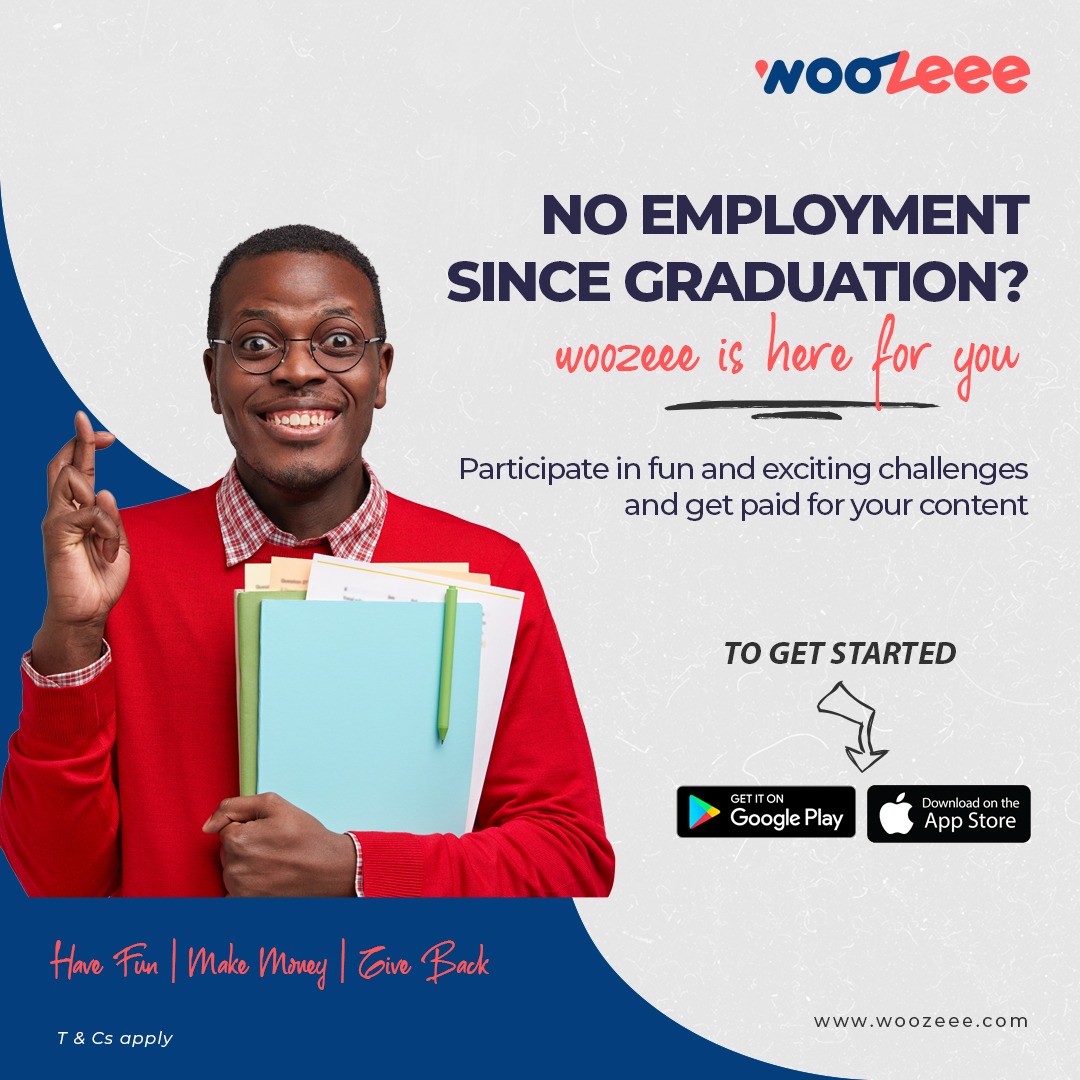 wooZeee
NO EMPLOYMENT
SINCE GRADUATION?
woozeee is here for you
Participate in fun and exciting challenges
and get paid for your content
TO GET STARTED
GET IT ON
Google Play
Download on the
App Store
Have Fun | Make Money | Give Back
T & Cs apply
www.woozeee.com